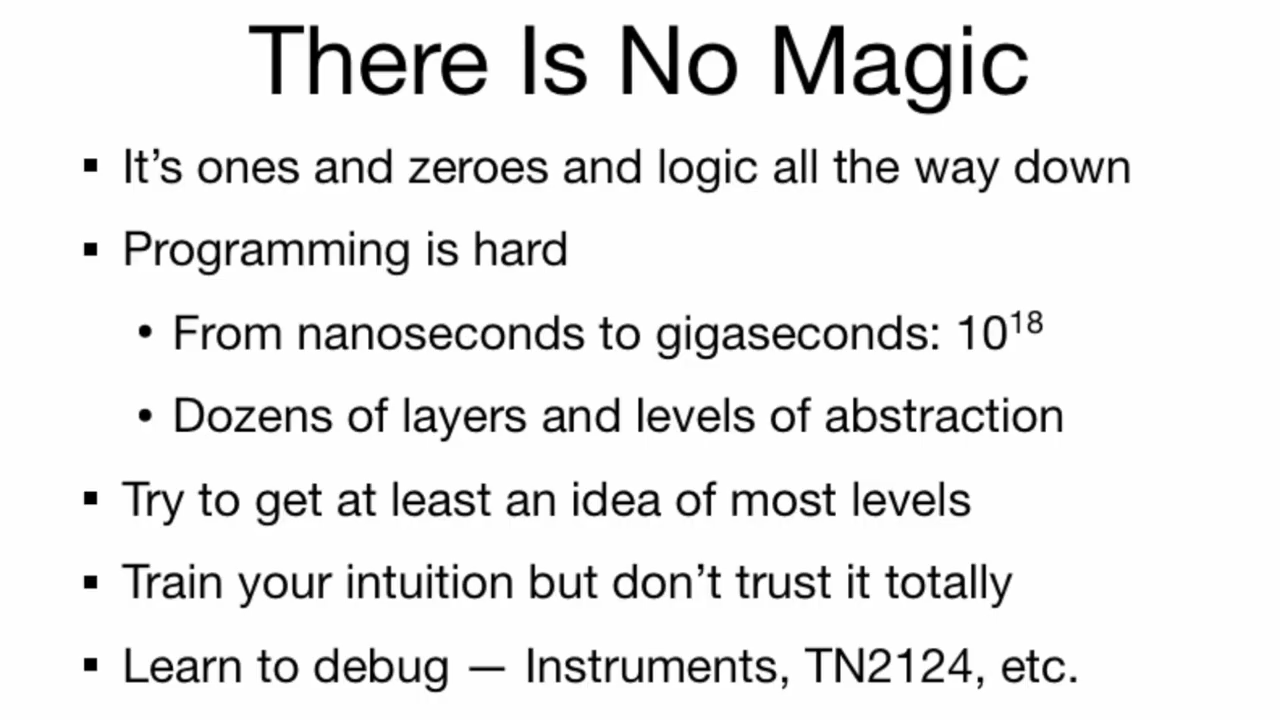 There Is No Magic
▪ It’s ones and zeroes and logic all the way down
▪ Programming is hard
• From nanoseconds to gigaseconds: 10¹⁸
• Dozens of layers and levels of abstraction
▪ Try to get at least an idea of most levels
▪ Train your intuition but don’t trust it totally
▪ Learn to debug — Instruments, TN2124, etc.